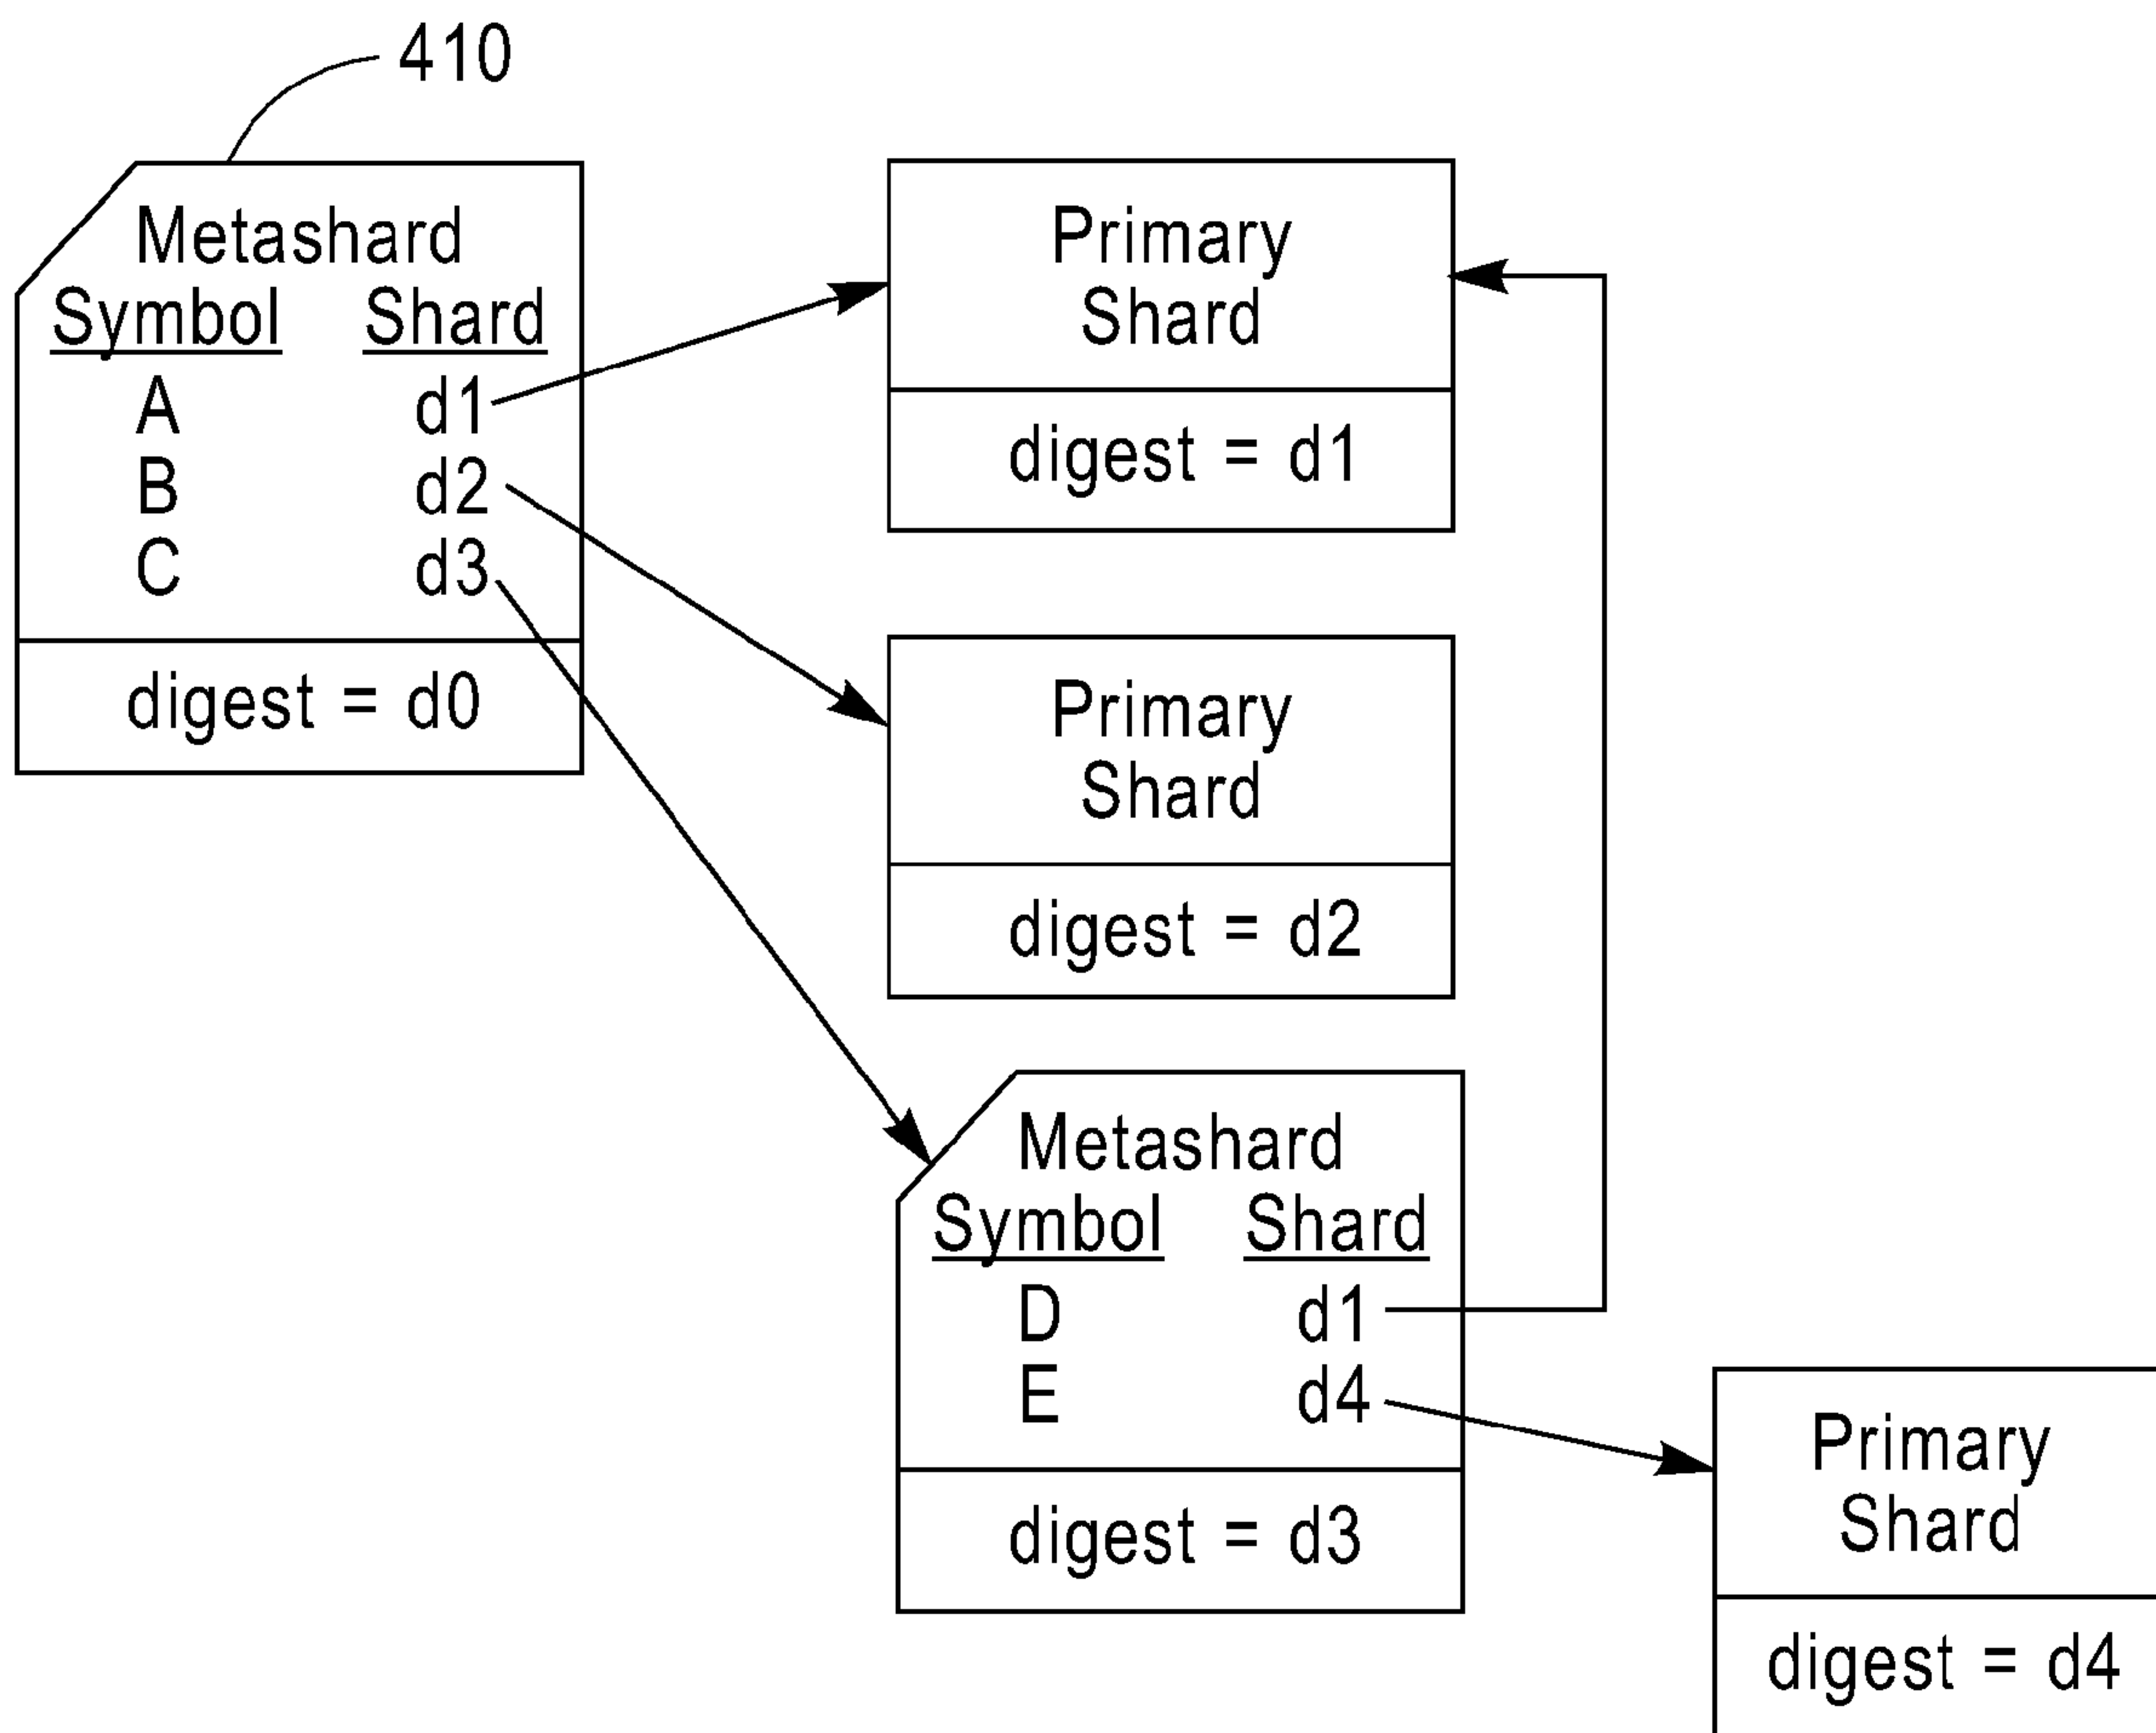 410
Metashard
Symbol Shard
A d1
B d2
C d3
digest = d0
Primary
Shard
digest = d1
Primary
Shard
digest = d2
Metashard
Symbol Shard
D d1
E d4
digest = d3
Primary
Shard
digest = d4